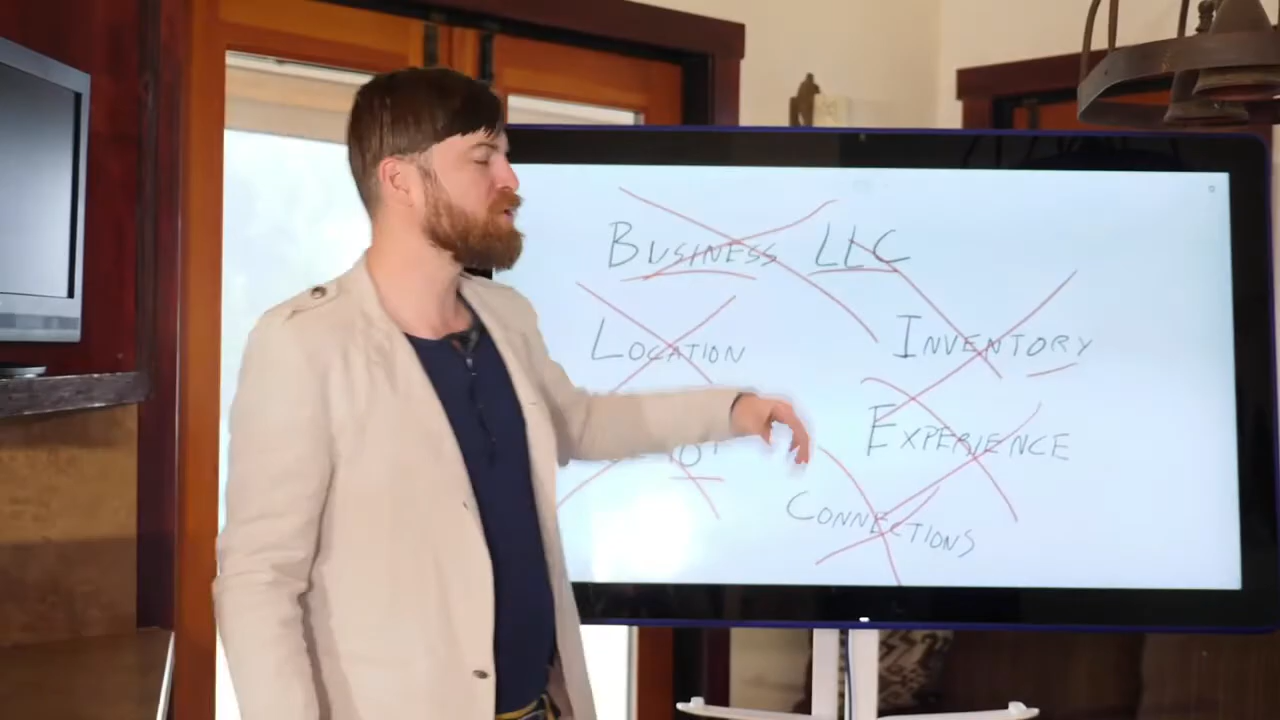 BUSINESS LLC
LOCATION
INVENTORY
EXPERIENCE
CONNECTIONS